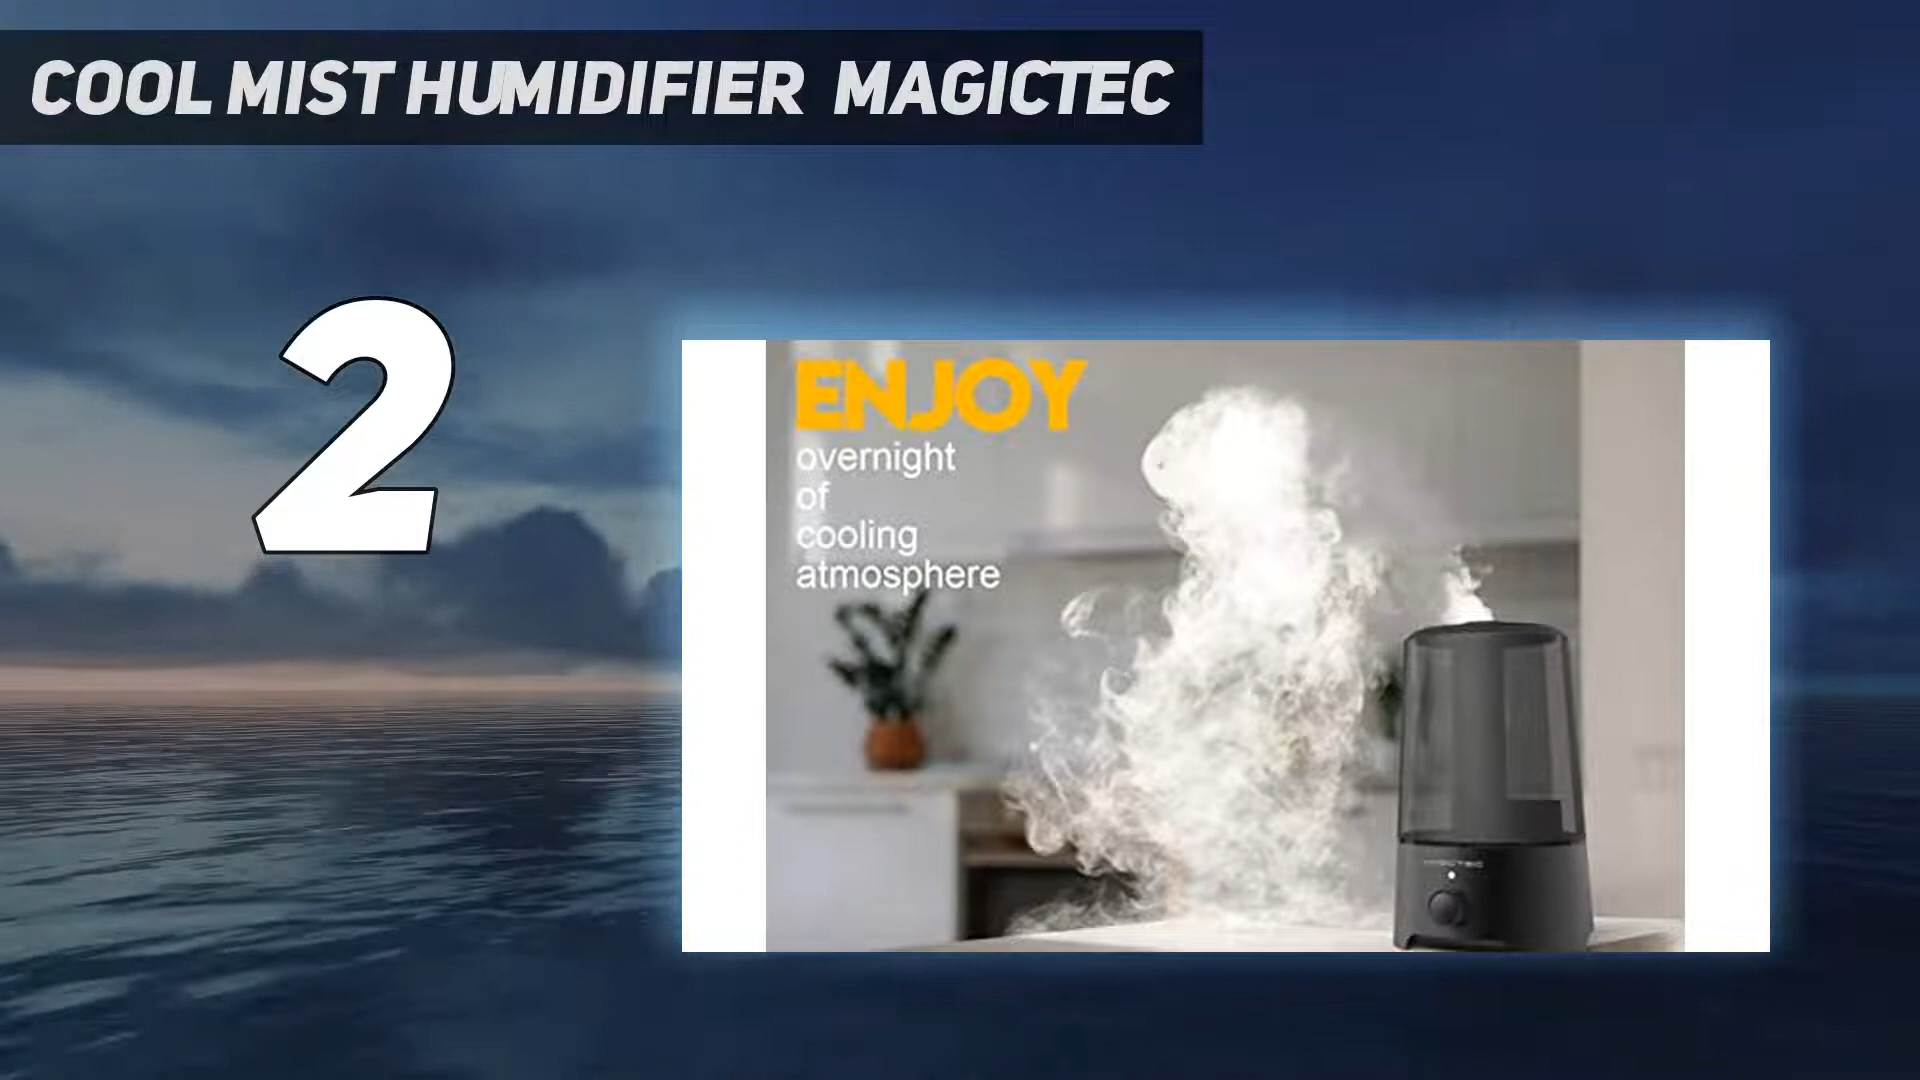 COOL MIST HUMIDIFIER MAGICTEC
2
ENJOY
overnight
of
cooling
atmosphere